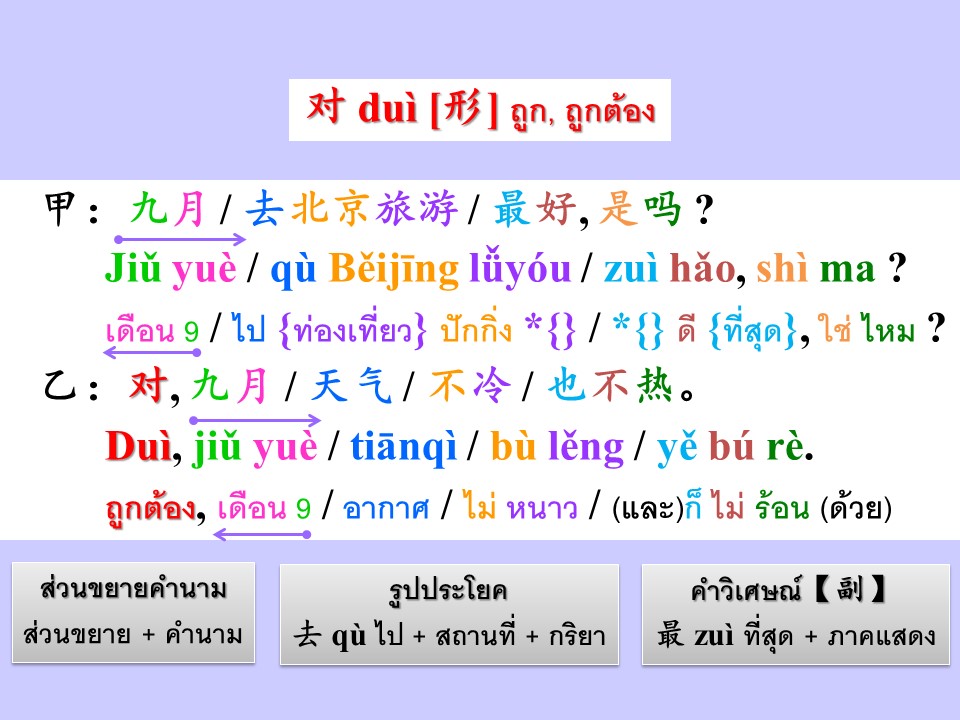 对 duì [形] ถูก, ถูกต้อง
甲：九月 / 去北京旅游 / 最好, 是吗 ?
Jiǔ yuè / qù Běijīng lǚyóu / zuì hǎo, shì ma ?
เดือน 9 / ไป {ท่องเที่ยว} ปักกิ่ง *{} / *{} ดี {ที่สุด}, ใช่ ไหม ?
乙：对, 九月 / 天气 / 不冷 / 也不热。
Duì, jiǔ yuè / tiānqì / bù lěng / yě bú rè.
ถูกต้อง, เดือน 9 / อากาศ / ไม่ หนาว / (และ)ก็ ไม่ ร้อน (ด้วย)
ส่วนขยายคำนาม
ส่วนขยาย + คำนาม
รูปประโยค
去 qù ไป + สถานที่ + กริยา
คำวิเศษณ์【副】
最 zuì ที่สุด + ภาคแสดง